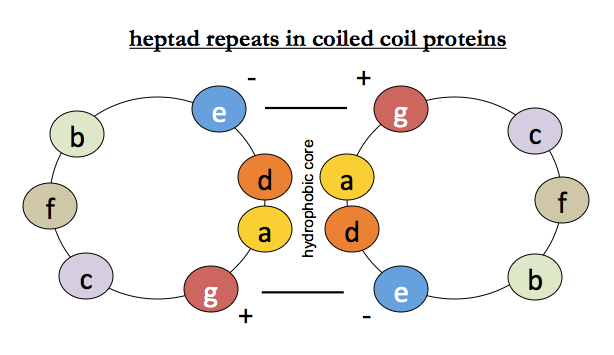 heptad repeats in coiled coil proteins
- +
e g
b c
d a
hydrophobic core
f f
a d
c b
g e
+ -